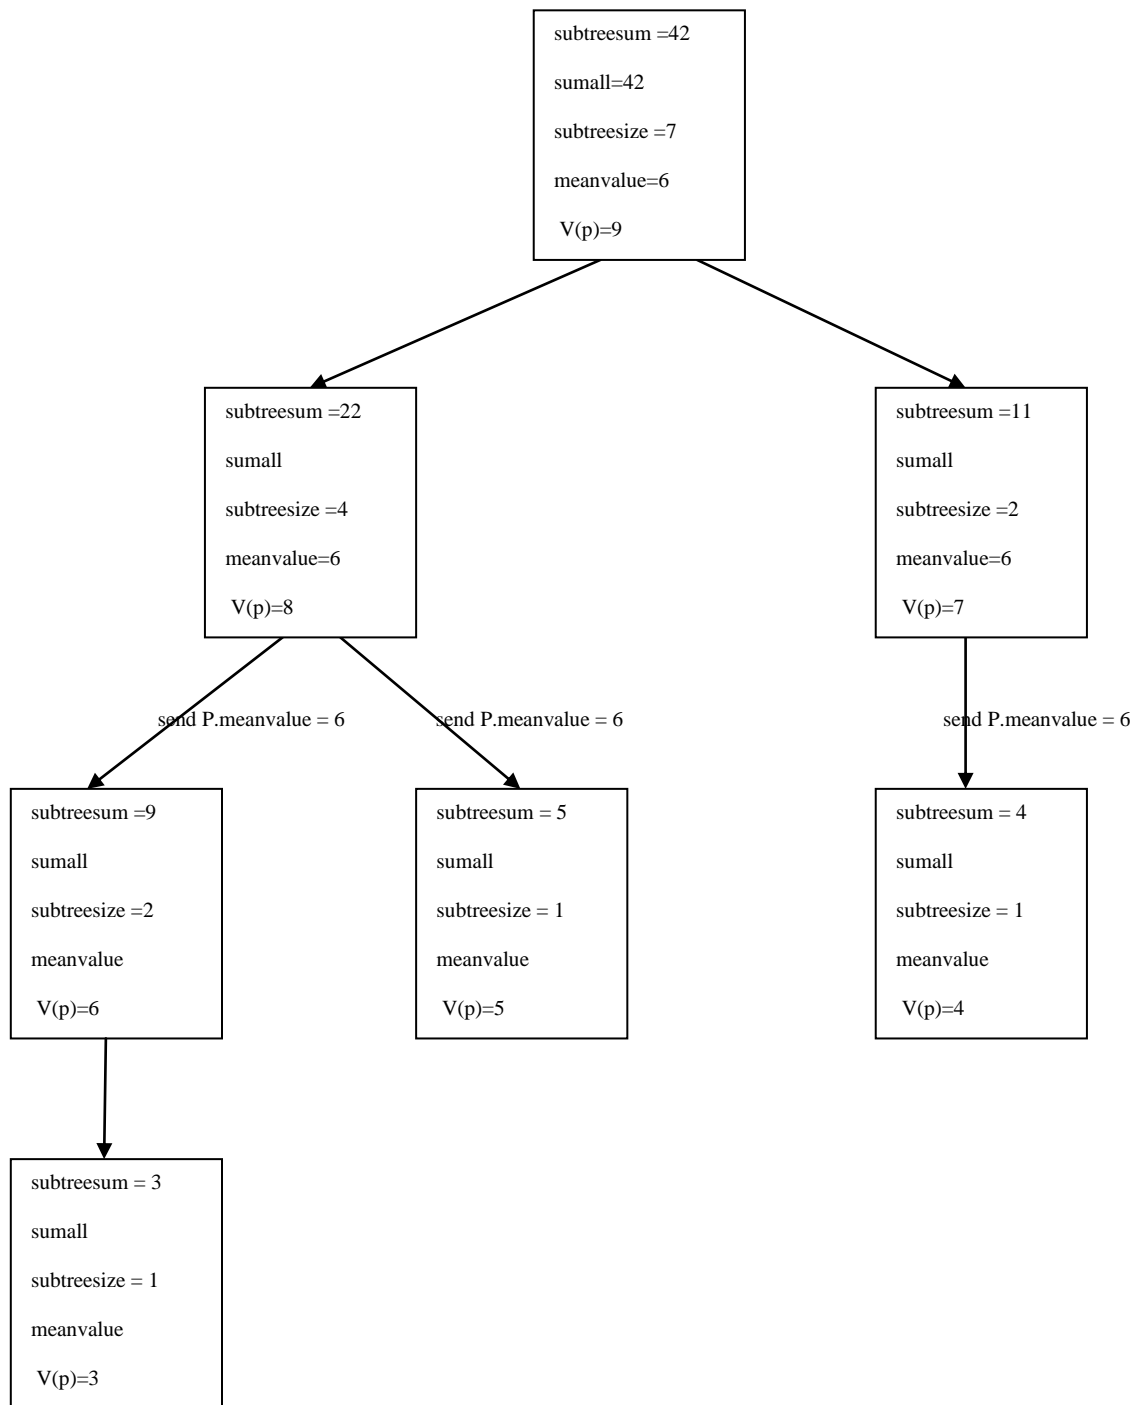 subtreesum =42
sumall=42
subtreesize =7
meanvalue=6
V(p)=9
subtreesum =22
sumall
subtreesize =4
meanvalue=6
V(p)=8
subtreesum =11
sumall
subtreesize =2
meanvalue=6
V(p)=7
send P.meanvalue = 6
send P.meanvalue = 6
send P.meanvalue = 6
subtreesum =9
sumall
subtreesize =2
meanvalue
V(p)=6
subtreesum = 5
sumall
subtreesize = 1
meanvalue
V(p)=5
subtreesum = 4
sumall
subtreesize = 1
meanvalue
V(p)=4
subtreesum = 3
sumall
subtreesize = 1
meanvalue
V(p)=3